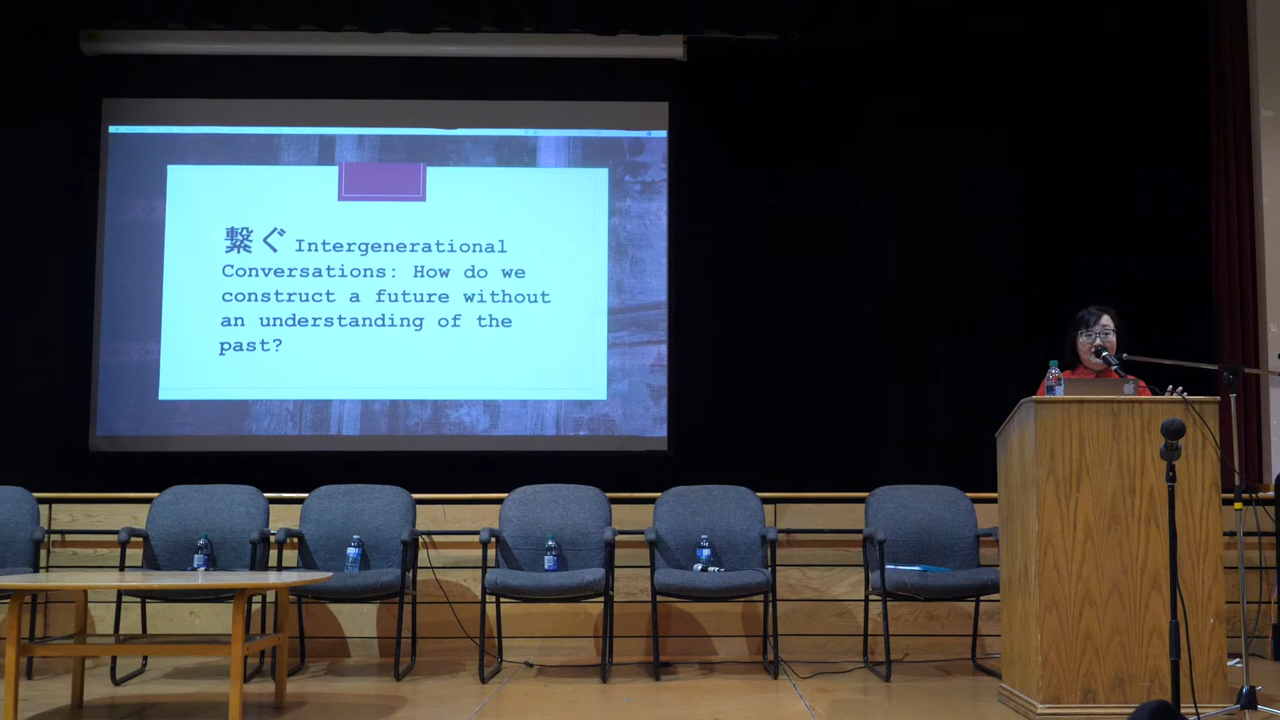 繋ぐ Intergenerational
Conversations: How do we
construct a future without
an understanding of the
past?